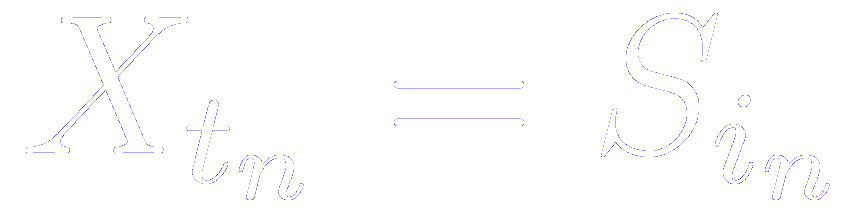 X_{t_n} = S_{i_n}